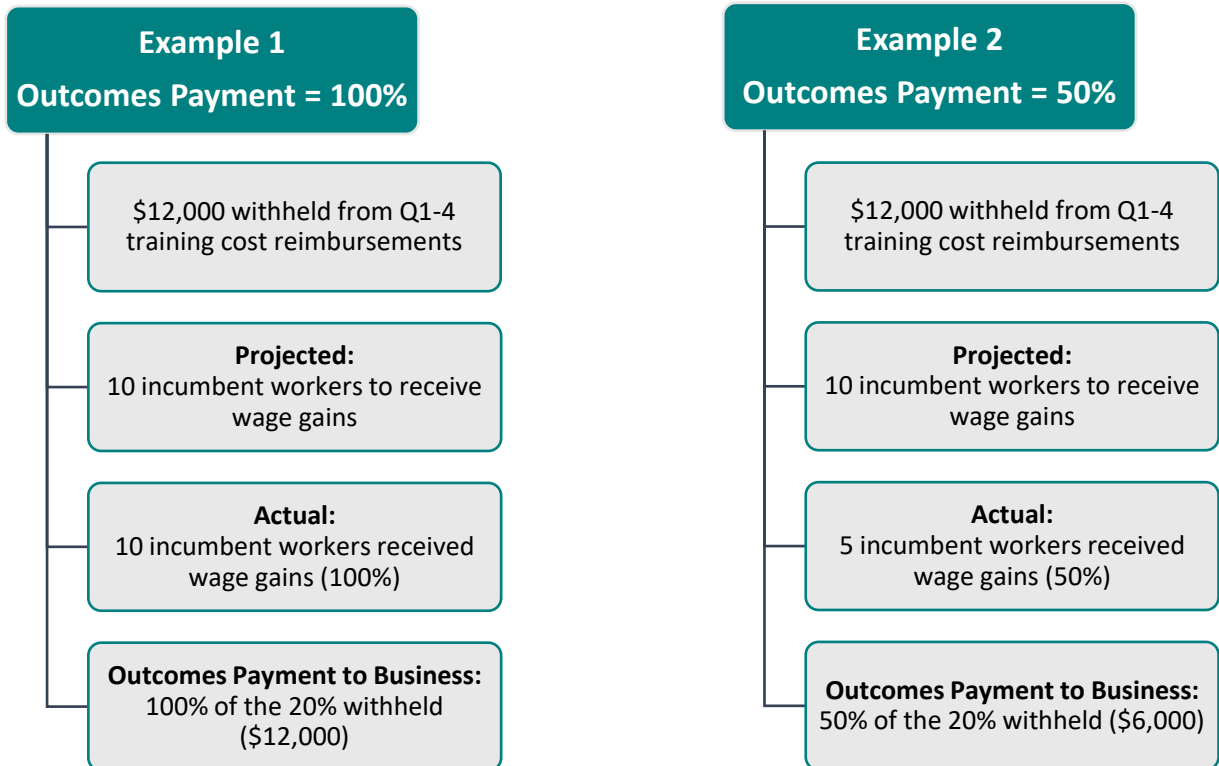 Example 1
Outcomes Payment = 100%
$12,000 withheld from Q1-4
training cost reimbursements
Projected:
10 incumbent workers to receive
wage gains
Actual:
10 incumbent workers received
wage gains (100%)
Outcomes Payment to Business:
100% of the 20% withheld
($12,000)
Example 2
Outcomes Payment = 50%
$12,000 withheld from Q1-4
training cost reimbursements
Projected:
10 incumbent workers to receive
wage gains
Actual:
5 incumbent workers received
wage gains (50%)
Outcomes Payment to Business:
50% of the 20% withheld ($6,000)